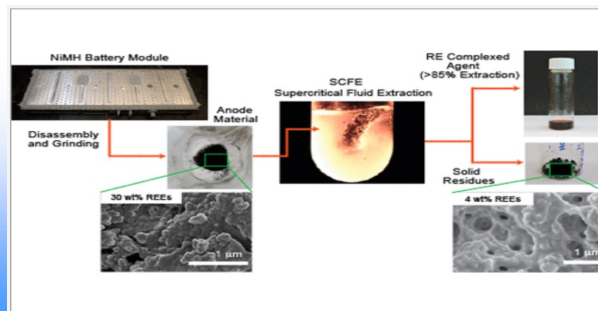 NiMH Battery Module
Disassembly
and Grinding
Anode
Material
SCFE
Supercritical Fluid Extraction
RE Complexed
Agent
(>85% Extraction)
Solid
Residues
30 wt% REEs
1 μm
4 wt% REEs
1 μm